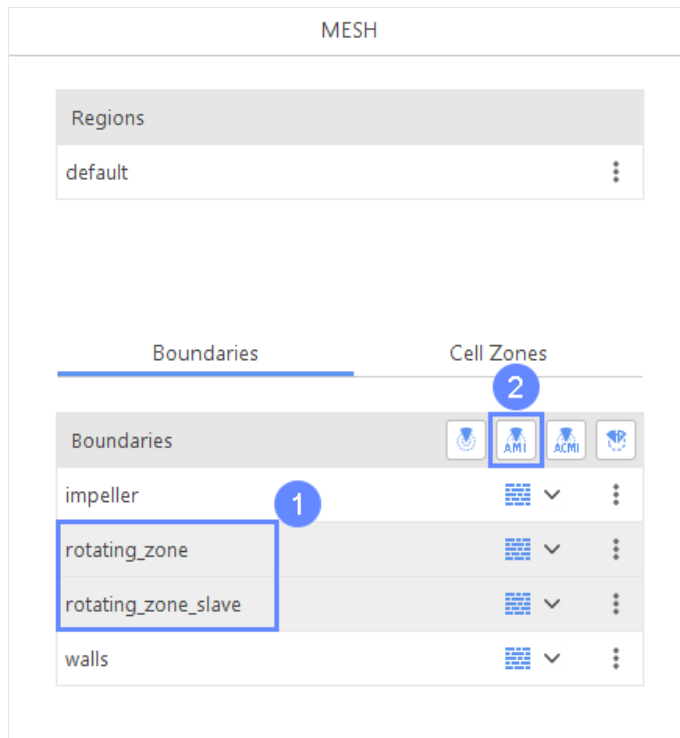 MESH
Regions
default
Boundaries Cell Zones
2
Boundaries AMI ACMI
impeller
1
rotating_zone
rotating_zone_slave
walls